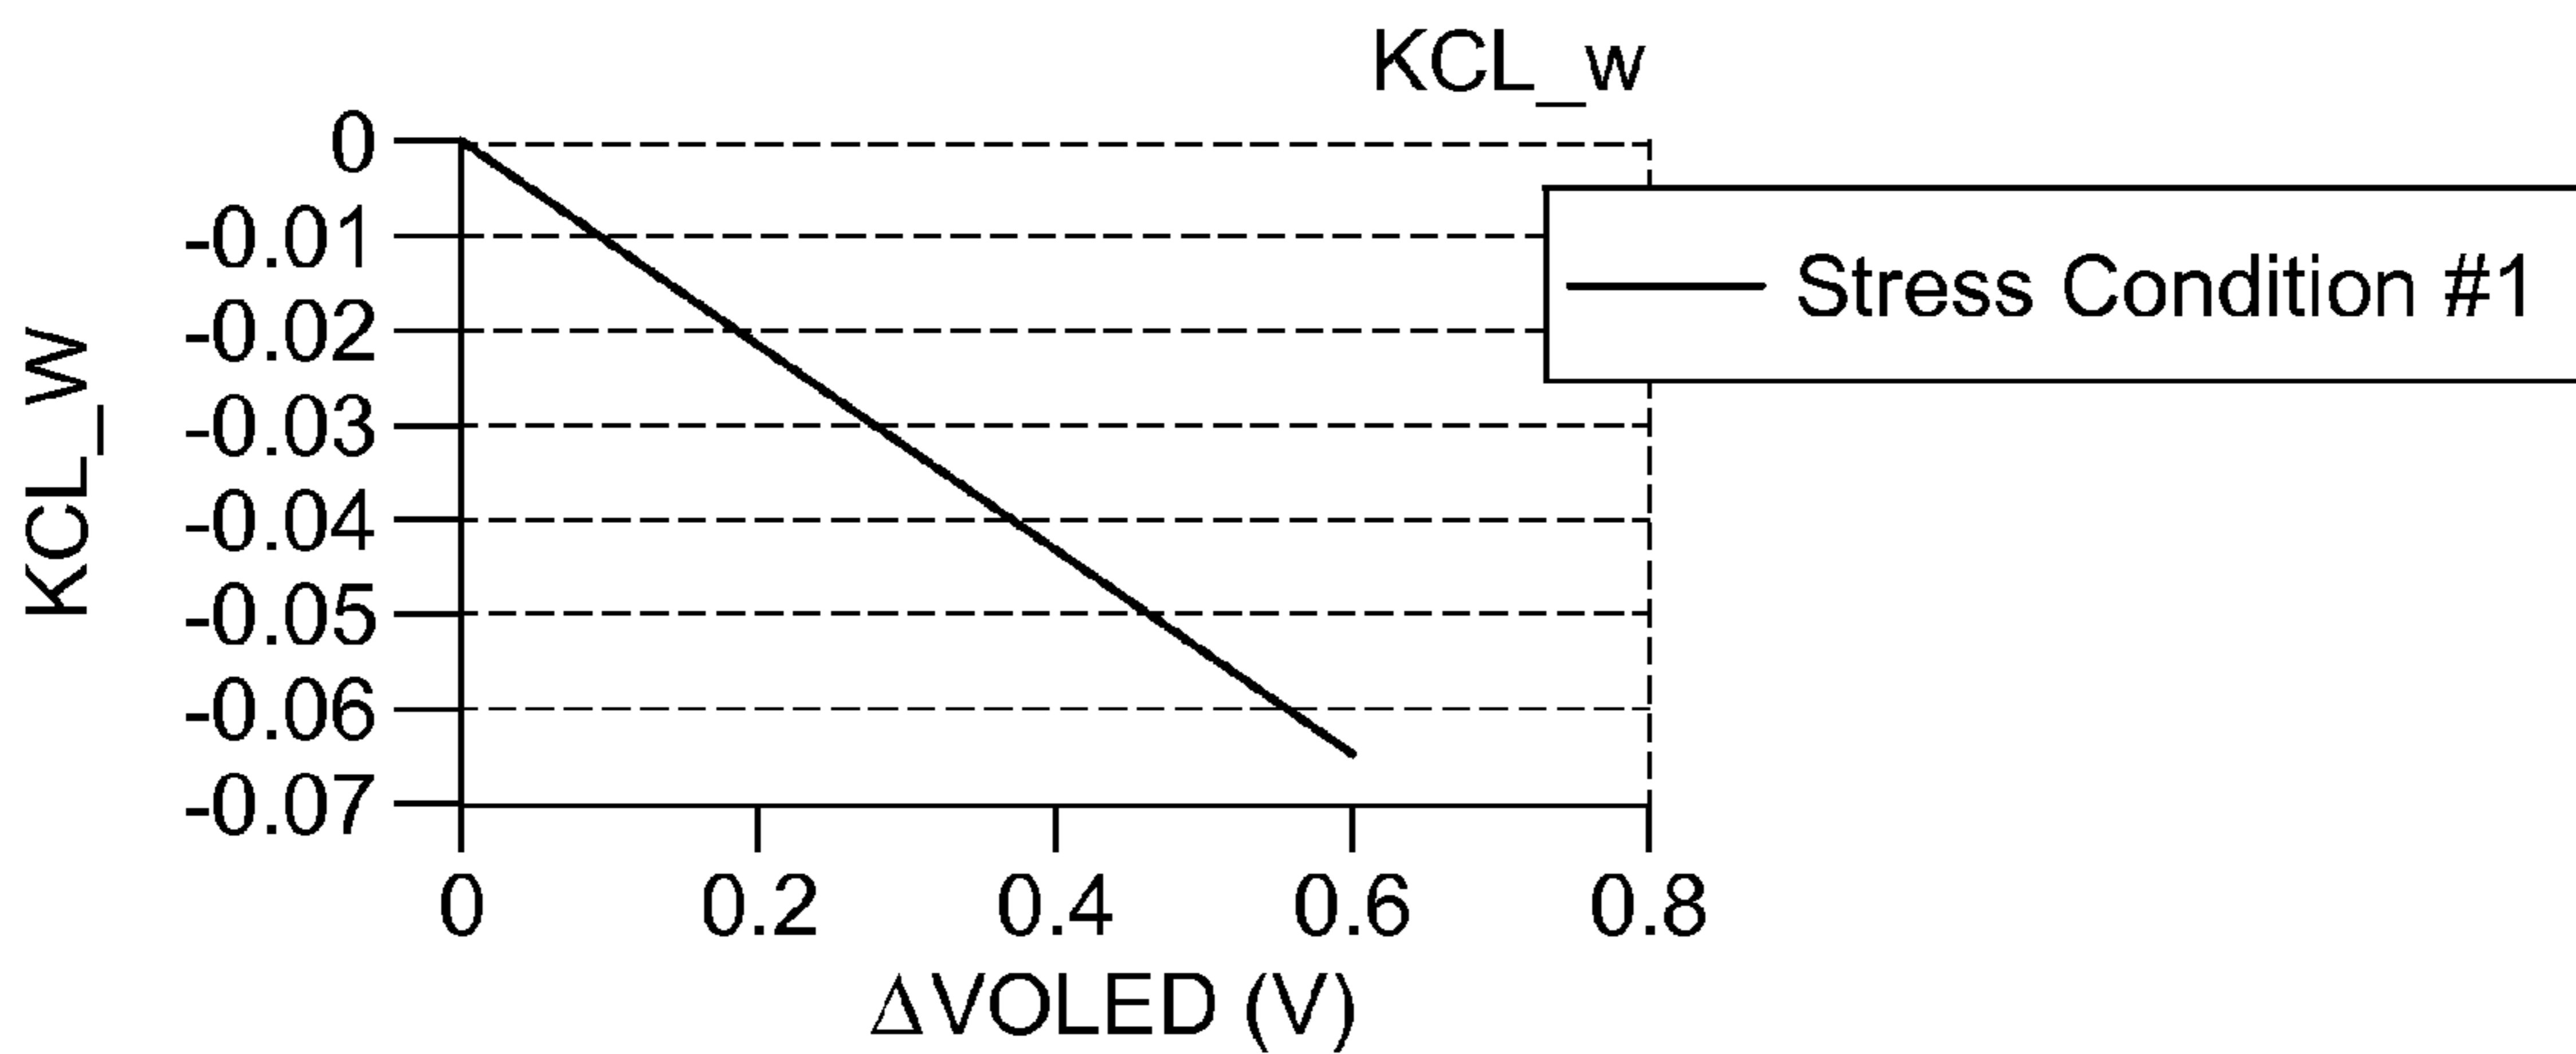 KCL_w
0
-0.01
-0.02
-0.03
-0.04
-0.05
-0.06
-0.07
KCL_W
Stress Condition #1
0 0.2 0.4 0.6 0.8
ΔVOLED (V)